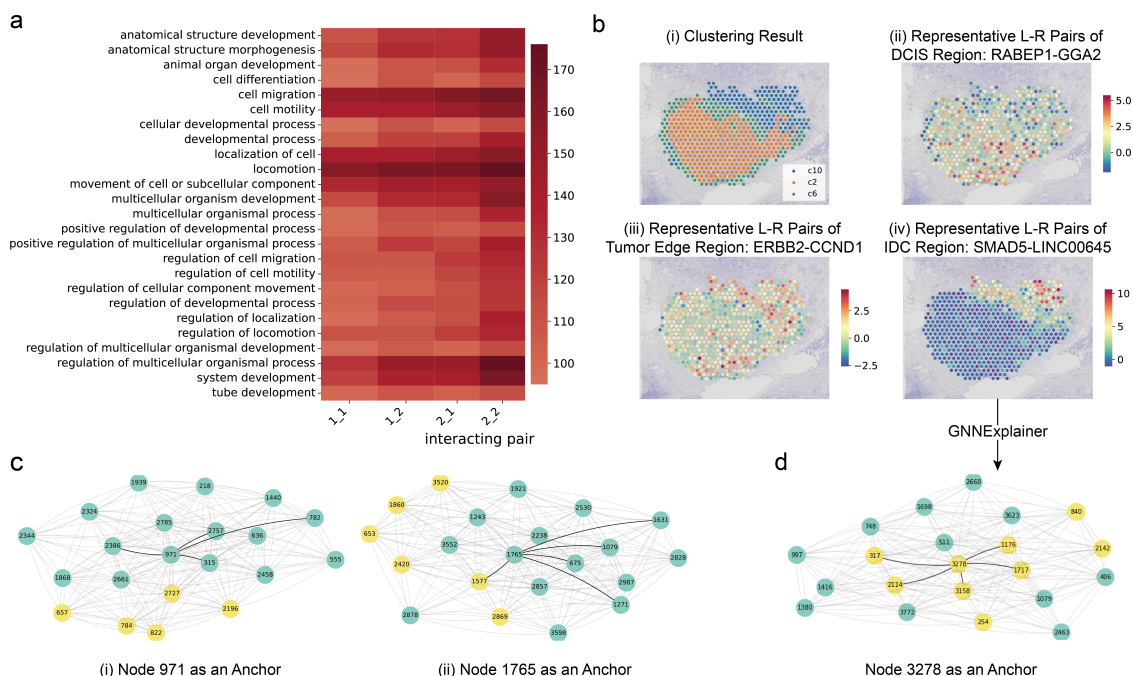 a
anatomical structure development
anatomical structure morphogenesis
animal organ development
cell differentiation
cell migration
cell motility
cellular developmental process
developmental process
localization of cell
locomotion
movement of cell or subcellular component
multicellular organism development
multicellular organismal process
positive regulation of developmental process
positive regulation of multicellular organismal process
regulation of cell migration
regulation of cell motility
regulation of cellular component movement
regulation of developmental process
regulation of localization
regulation of locomotion
regulation of multicellular organismal development
regulation of multicellular organismal process
system development
tube development
1_1
1_2
2_1
2_2
interacting pair
170
160
150
140
130
120
110
100
b
(i) Clustering Result
c10
c2
c6
(ii) Representative L-R Pairs of
DCIS Region: RABEP1-GGA2
5.0
2.5
0.0
(iii) Representative L-R Pairs of
Tumor Edge Region: ERBB2-CCND1
2.5
0.0
−2.5
(iv) Representative L-R Pairs of
IDC Region: SMAD5-LINC00645
10
5
0
GNNExplainer
c
1939
218
1440
2324
2785
2757
782
2344
2386
971
636
315
555
1868
2661
2458
2727
657
2196
784
822
(i) Node 971 as an Anchor
3520
1921
1860
2530
1243
1631
653
2238
3552
1079
1765
2828
2420
675
1577
2987
2857
1271
2878
2869
3598
(ii) Node 1765 as an Anchor
d
2660
1698
840
3623
748
511
1176
2142
997
317
3278
1717
406
1416
2114
3158
1079
1380
3772
254
2463
Node 3278 as an Anchor